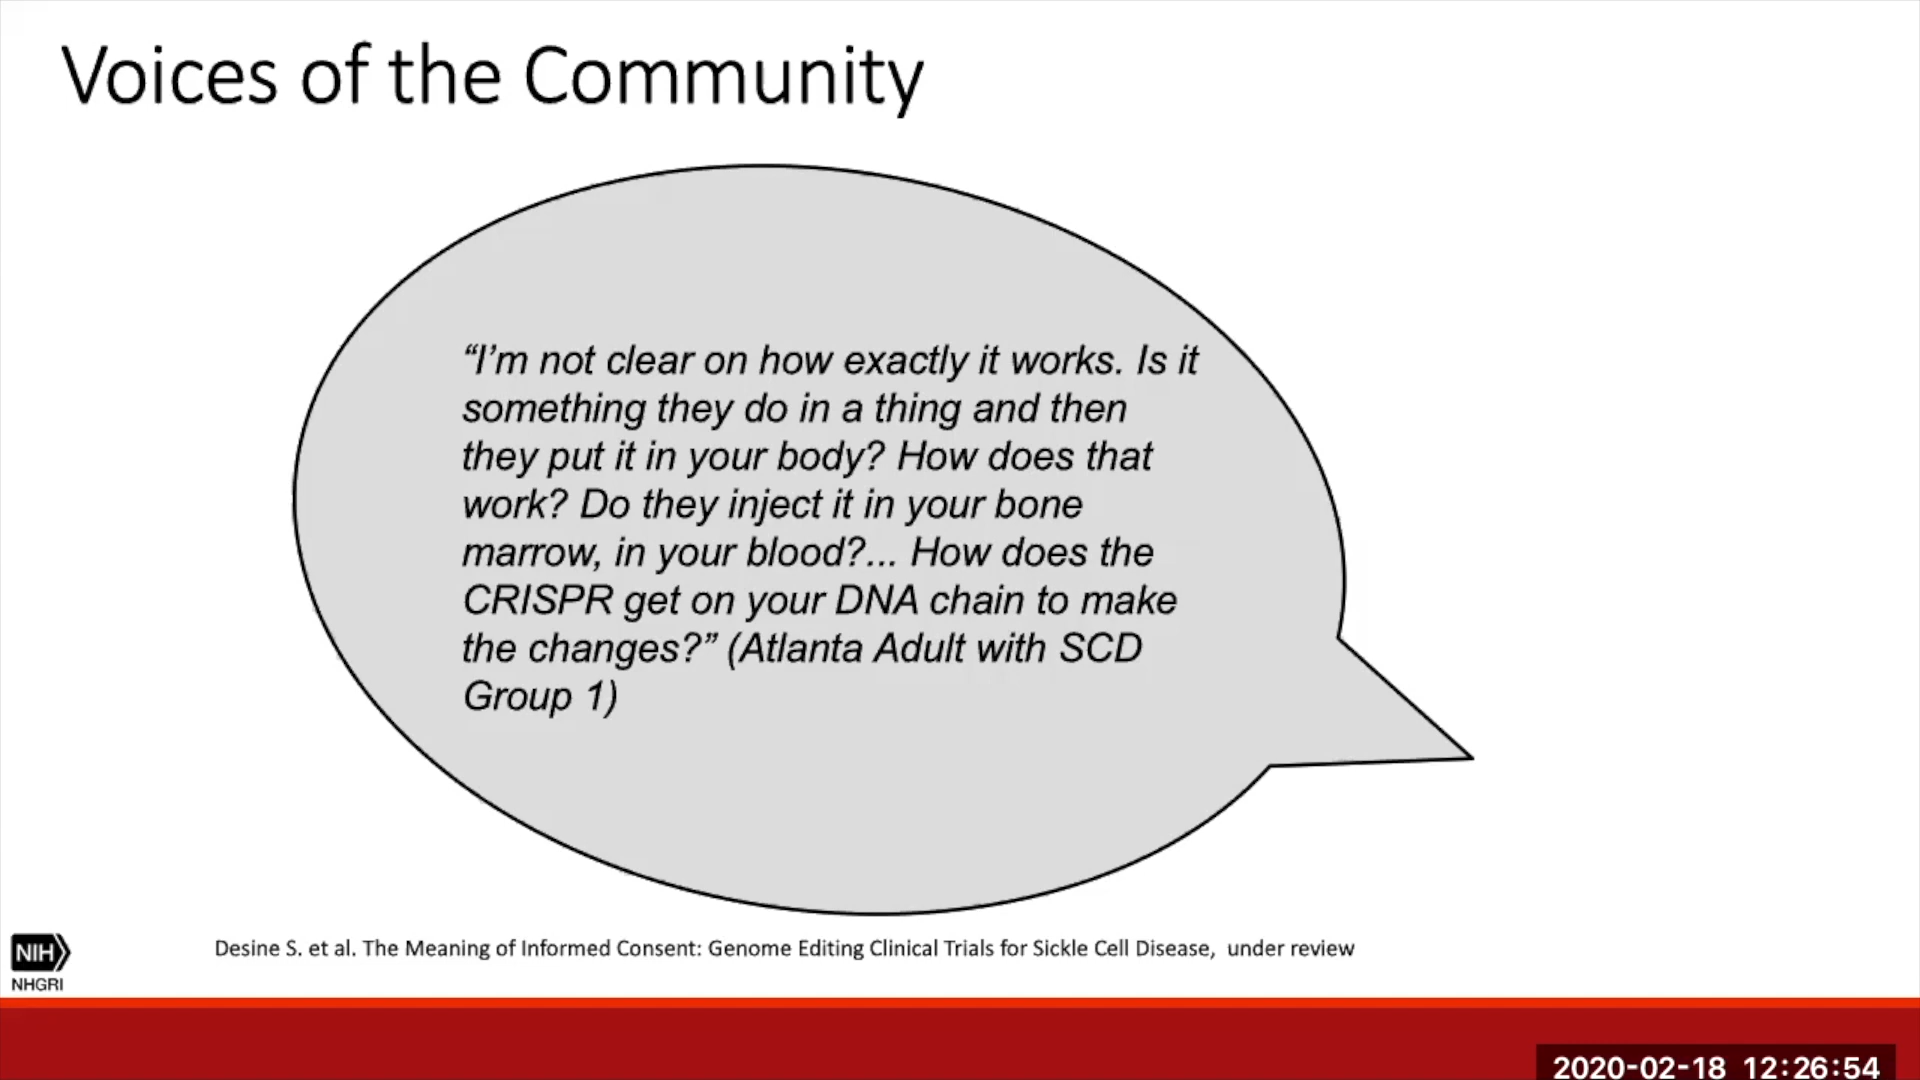 Voices of the Community
“I’m not clear on how exactly it works. Is it
something they do in a thing and then
they put it in your body? How does that
work? Do they inject it in your bone
marrow, in your blood?... How does the
CRISPR get on your DNA chain to make
the changes?” (Atlanta Adult with SCD
Group 1)
NIH
NHGRI
Desine S. et al. The Meaning of Informed Consent: Genome Editing Clinical Trials for Sickle Cell Disease,  under review
2020-02-18 12:26:54